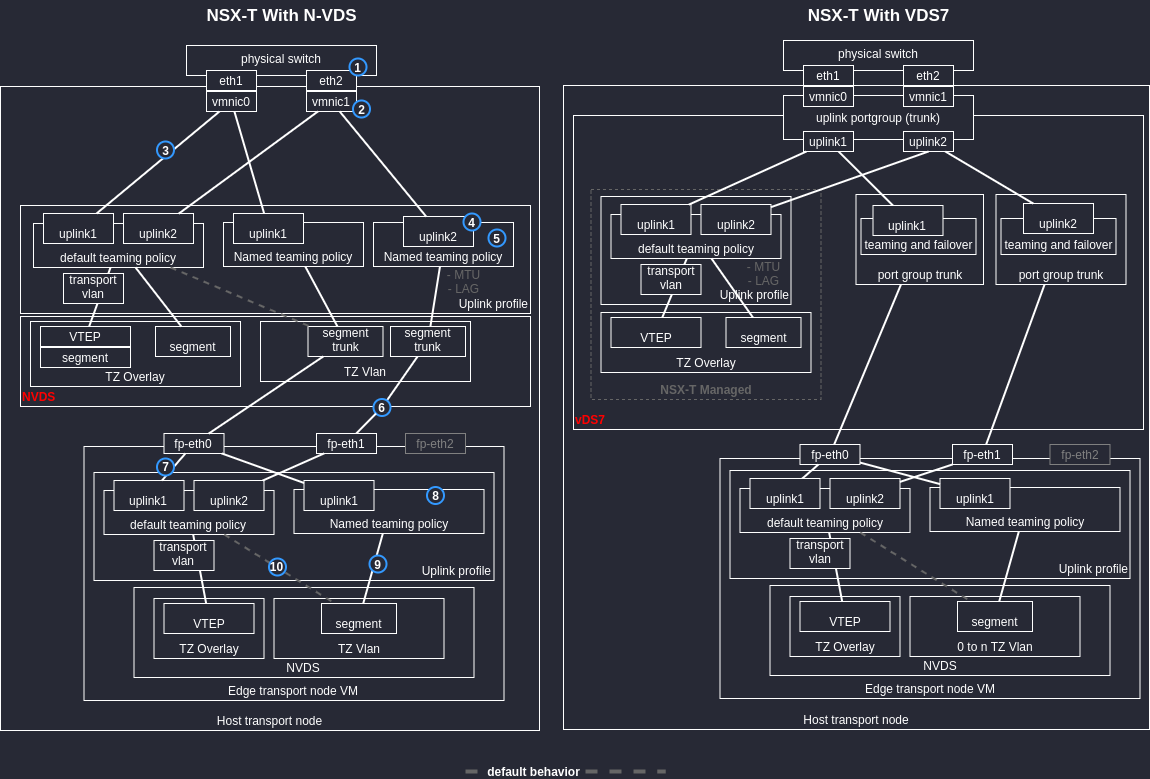 NSX-T With N-VDS
physical switch
1
eth1
eth2
vmnic0
vmnic1
2
3
uplink1
uplink2
default teaming policy
uplink1
Named teaming policy
4
uplink2
5
Named teaming policy
transport
vlan
- MTU
- LAG
Uplink profile
VTEP
segment
segment
TZ Overlay
segment
trunk
segment
trunk
TZ Vlan
NVDS
6
fp-eth0
fp-eth1
fp-eth2
7
uplink1
uplink2
default teaming policy
uplink1
8
Named teaming policy
transport
vlan
10
9
Uplink profile
VTEP
TZ Overlay
segment
TZ Vlan
NVDS
Edge transport node VM
Host transport node
NSX-T With VDS7
physical switch
eth1
eth2
vmnic0
vmnic1
uplink portgroup (trunk)
uplink1
uplink2
uplink1
uplink2
default teaming policy
transport
vlan
- MTU
- LAG
Uplink profile
VTEP
segment
TZ Overlay
NSX-T Managed
uplink1
teaming and failover
port group trunk
uplink2
teaming and failover
port group trunk
vDS7
fp-eth0
fp-eth1
fp-eth2
uplink1
uplink2
default teaming policy
uplink1
Named teaming policy
transport
vlan
Uplink profile
VTEP
TZ Overlay
segment
0 to n TZ Vlan
NVDS
Edge transport node VM
Host transport node
default behavior